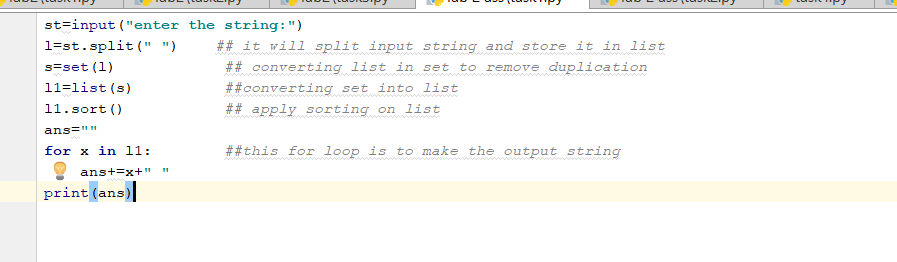 st=input("enter the string:")
l=st.split(" ")     ## it will split input string and store it in list
s=set(l)              ## converting list in set to remove duplication
l1=list(s)            ##converting set into list
l1.sort()             ## apply sorting on list
ans=""
for x in l1:          ##this for loop is to make the output string
    ans+=x+" "
print(ans)